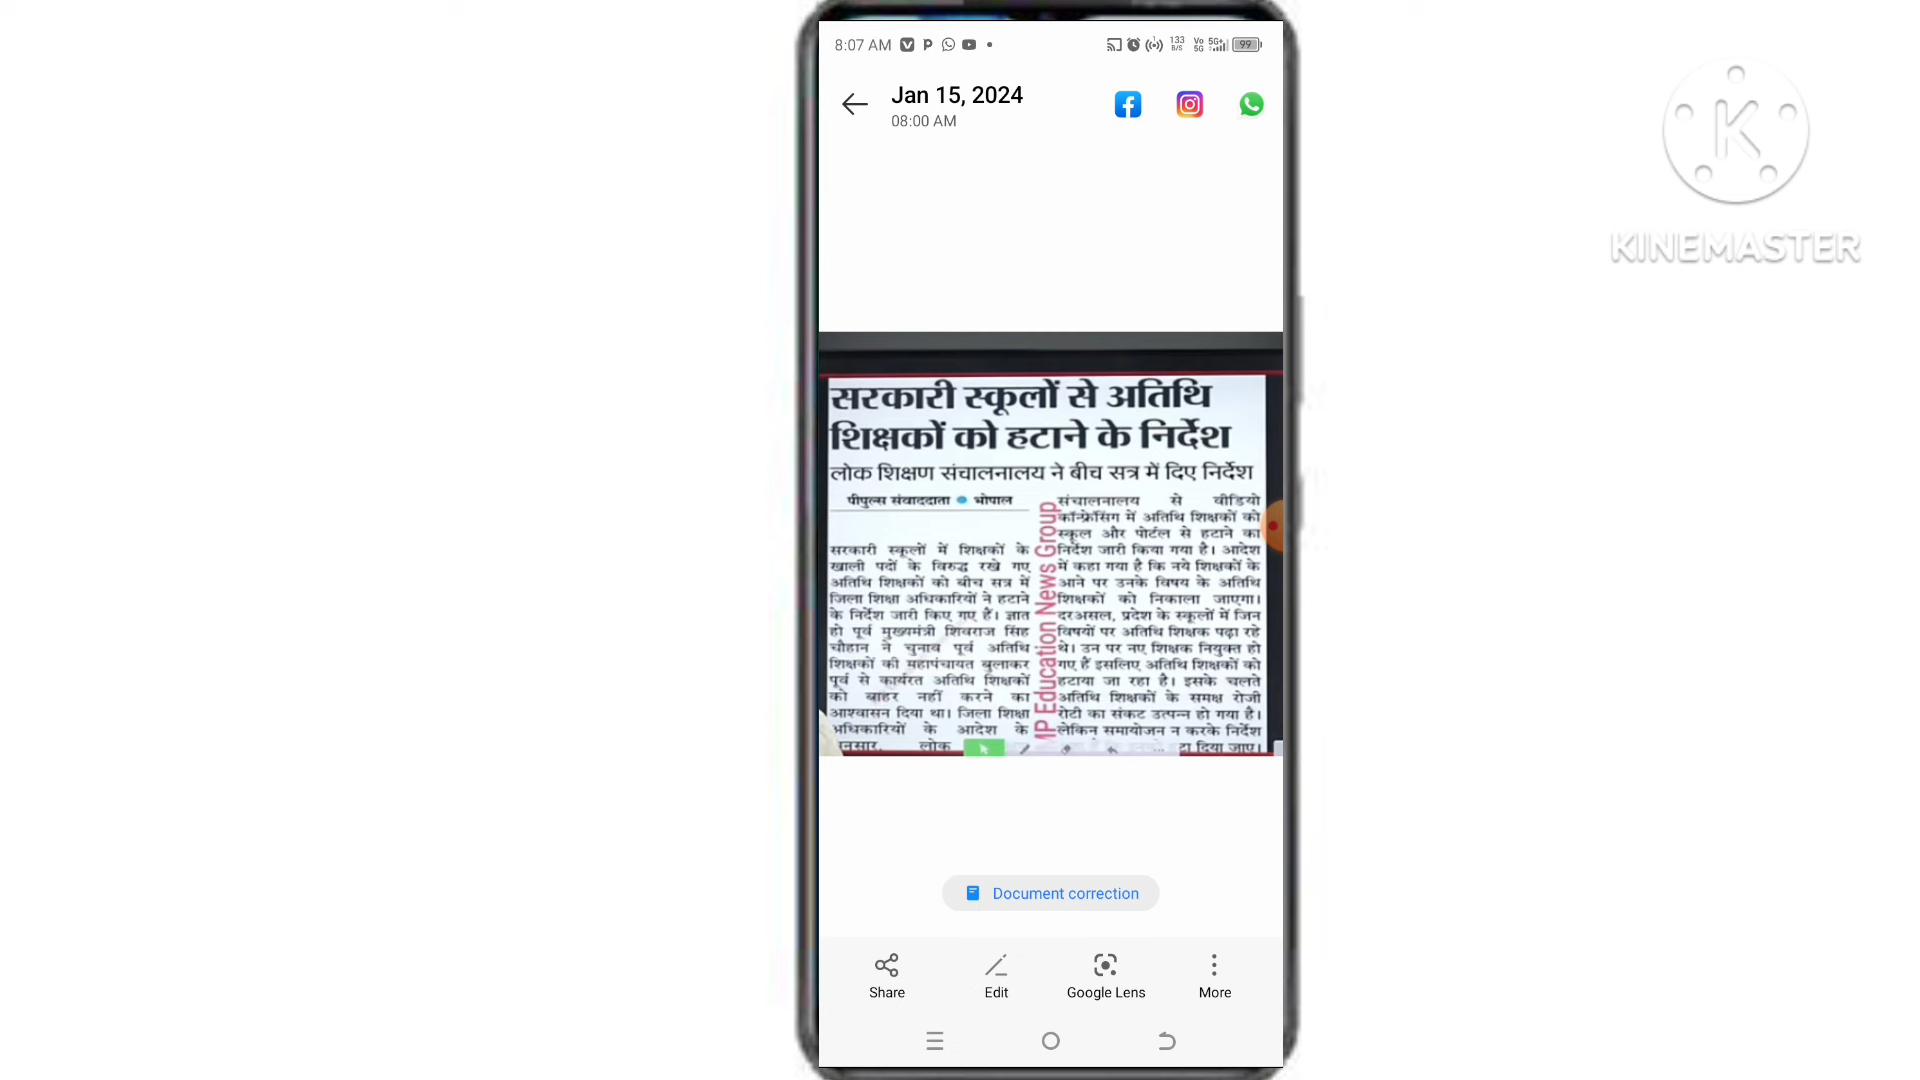 8:07 AM
133 B/S Vo 5G 5G+ 99
Jan 15, 2024
08:00 AM
KINEMASTER
सरकारी स्कूलों से अतिथि
शिक्षकों को हटाने के निर्देश
लोक शिक्षण संचालनालय ने बीच सत्र में दिए निर्देश
पीपुल्स संवाददाता ● भोपाल
सरकारी स्कूलों में शिक्षकों के
खाली पदों के विरुद्ध रखे गए
अतिथि शिक्षकों को बीच सत्र में
जिला शिक्षा अधिकारियों ने हटाने
के निर्देश जारी किए गए हैं। ज्ञात
हो पूर्व मुख्यमंत्री शिवराज सिंह
चौहान ने चुनाव पूर्व अतिथि
शिक्षकों की महापंचायत बुलाकर
पूर्व से कार्यरत अतिथि शिक्षकों
को बाहर नहीं करने का
आश्वासन दिया था। जिला शिक्षा
अधिकारियों के आदेश के
लोक
MP Education News Group
संचालनालय से वीडियो
कॉन्फ्रेसिंग में अतिथि शिक्षकों को
स्कूल और पोर्टल से हटाने का
निर्देश जारी किया गया है। आदेश
में कहा गया है कि नये शिक्षकों के
आने पर उनके विषय के अतिथि
शिक्षकों को निकाला जाएगा।
दरअसल, प्रदेश के स्कूलों में जिन
विषयों पर अतिथि शिक्षक पढ़ा रहे
थे। उन पर नए शिक्षक नियुक्त हो
गए हैं इसलिए अतिथि शिक्षकों को
हटाया जा रहा है। इसके चलते
अतिथि शिक्षकों के समक्ष रोजी
रोटी का संकट उत्पन्न हो गया है।
लेकिन समायोजन न करके निर्देश
दिया जाए।
Document correction
Share
Edit
Google Lens
More